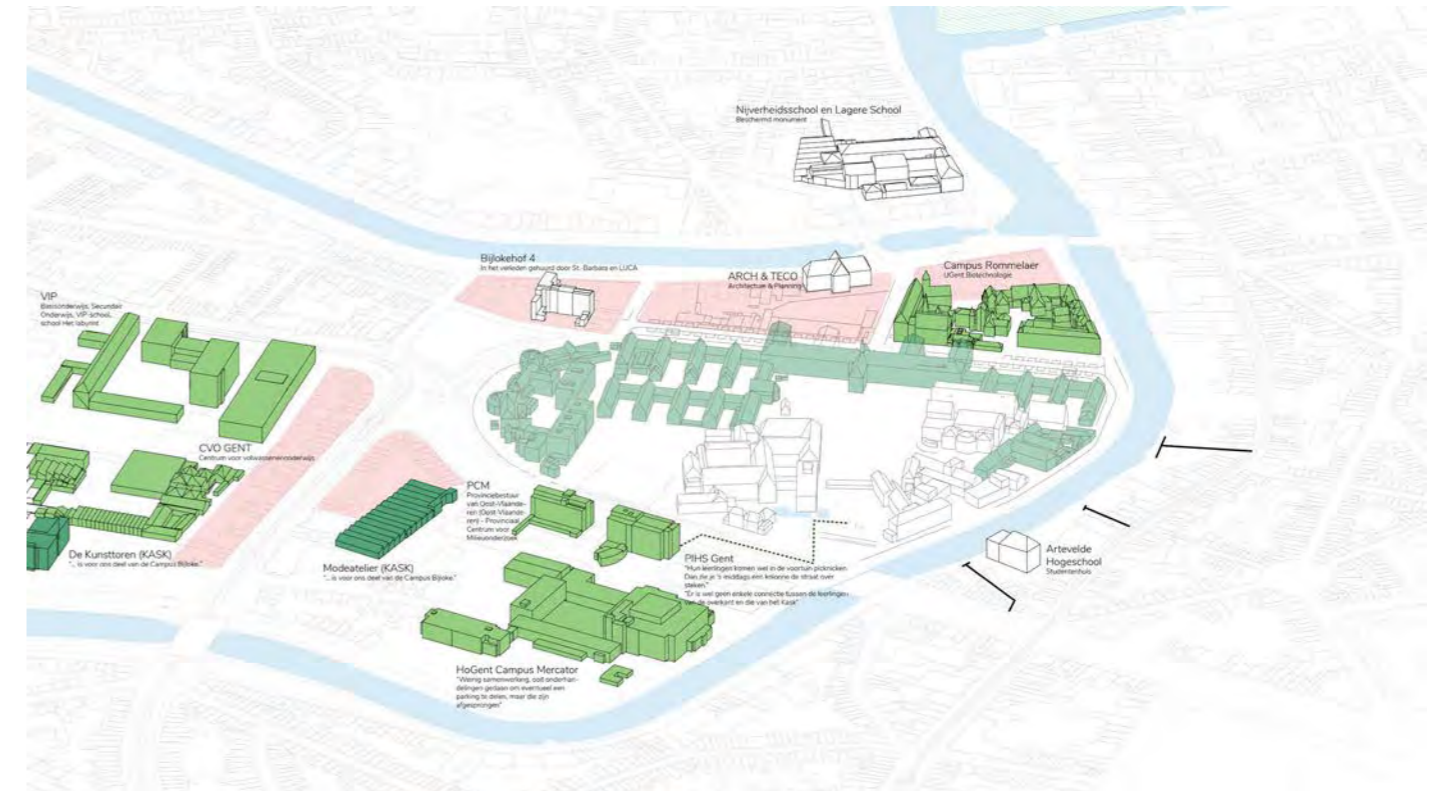 Nijverheidsschool en Lagere School
Beschermd monument
Bijlokehof 4
In het verleden gehuurd door St.-Barbara en LUCA
ARCH & TECO
Architecture & Planning
Campus Rommelaer
UGent Biotechnologie
VIP
Basisonderwijs, Secundair
Onderwijs, VIP-school,
school Het labyrint
CVO GENT
Centrum voor volwassenenonderwijs
PCM
Provinciebestuur
van Oost-Vlaande-
ren (Oost-Vlaande-
ren) - Provinciaal
Centrum voor
Milieuonderzoek
De Kunsttoren (KASK)
"... is voor ons deel van de Campus Bijloke."
Modeatelier (KASK)
"... is voor ons deel van de Campus Bijloke."
PIHS Gent
"Hun leerlingen komen wel in de voortuin picknicken.
Dan zie je 's middags een kolonne de straat over
steken."
"Er is wel geen enkele connectie tussen de leerlingen
van de overkant en die van het Kask"
Artevelde
Hogeschool
Studentenhuis
HoGent Campus Mercator
"Weinig samenwerking, ooit onderhan-
delingen gedaan om eventueel een
parking te delen, maar die zijn
afgesprongen"